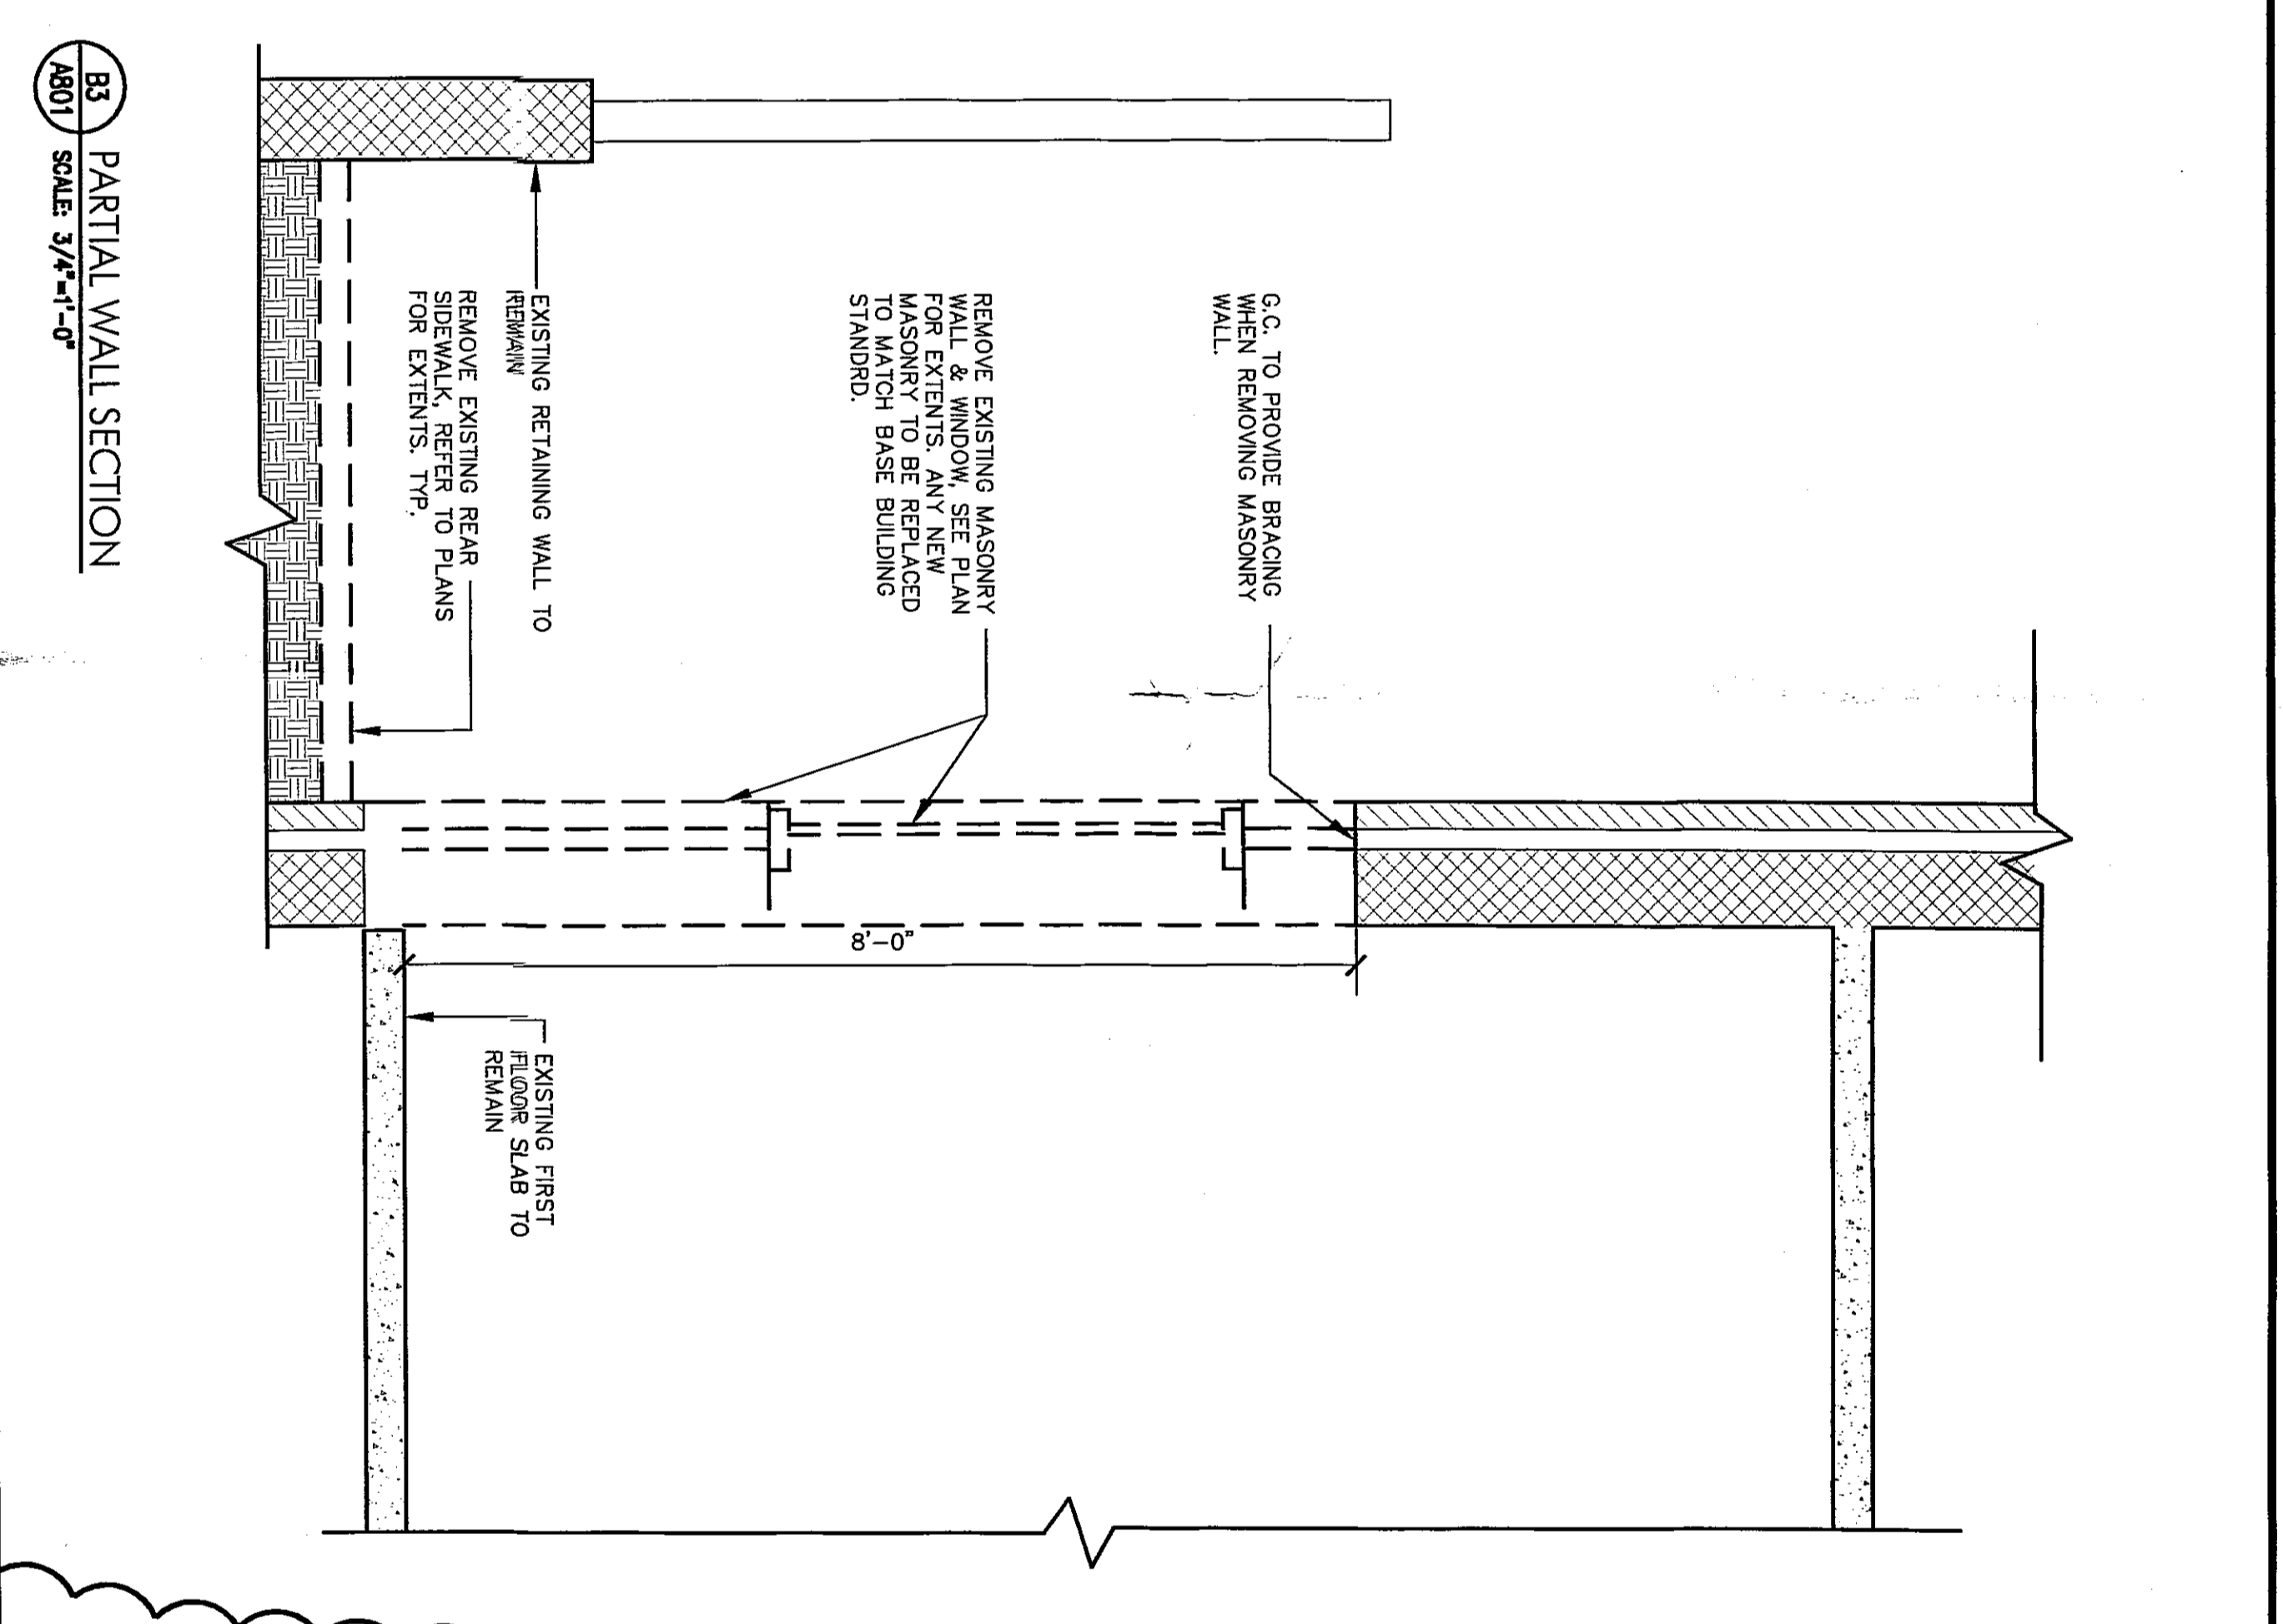 G.C. TO PROVIDE BRACING
WHEN REMOVING MASONRY
WALL.
REMOVE EXISTING MASONRY
WALL & WINDOW, SEE PLAN
FOR EXTENTS. ANY NEW
MASONRY TO BE REPLACED
TO MATCH BASE BUILDING
STANDRD.
8'-0"
EXISTING RETAINING WALL TO
REMAIN
REMOVE EXISTING REAR
SIDEWALK, REFER TO PLANS
FOR EXTENTS. TYP.
EXISTING FIRST
FLOOR SLAB TO
REMAIN
B3
A801
PARTIAL WALL SECTION
SCALE: 3/4"=1'-0"